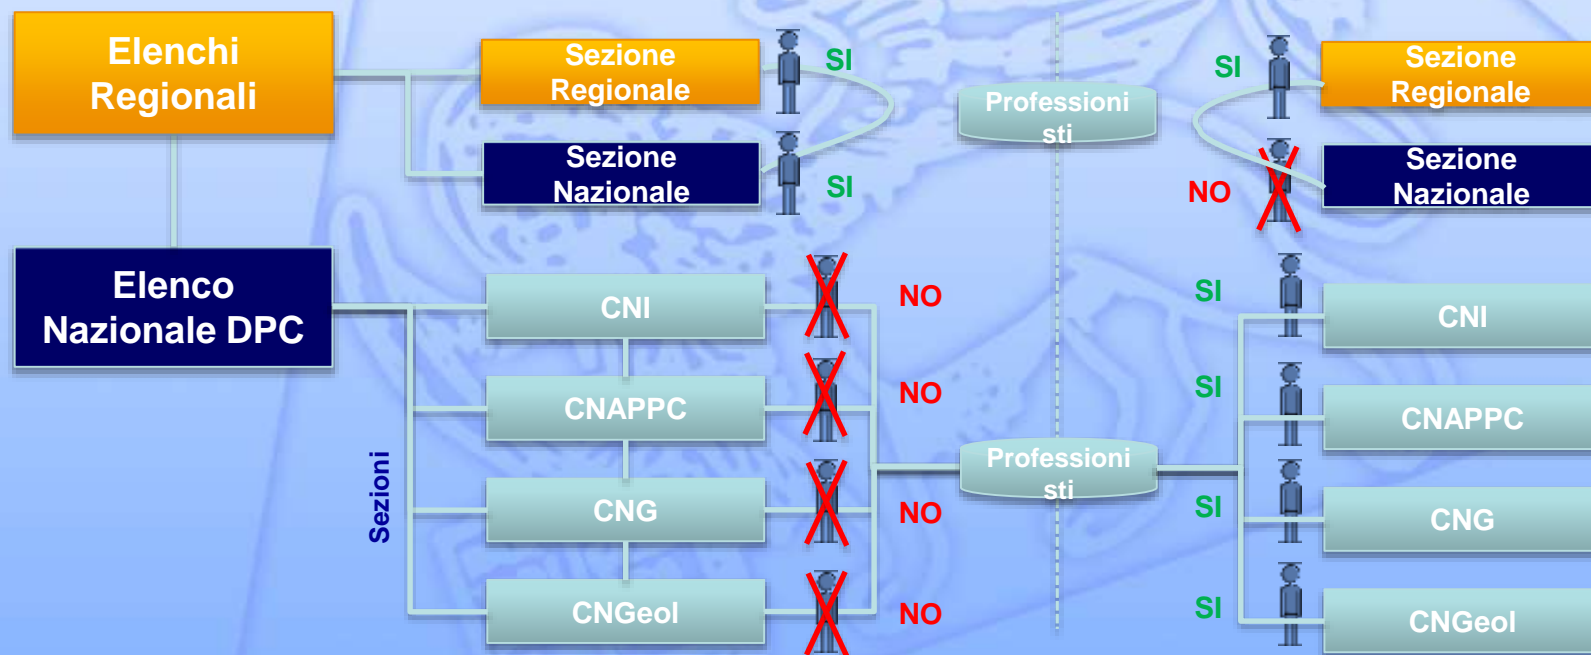 Elenchi
Regionali
Sezione
Regionale
SI
Sezione
Nazionale
SI
Professioni
sti
SI
Sezione
Regionale
NO
Sezione
Nazionale
Elenco
Nazionale DPC
Sezioni
CNI
NO
CNAPPC
NO
CNG
NO
CNGeol
NO
Professioni
sti
SI
CNI
SI
CNAPPC
SI
CNG
SI
CNGeol